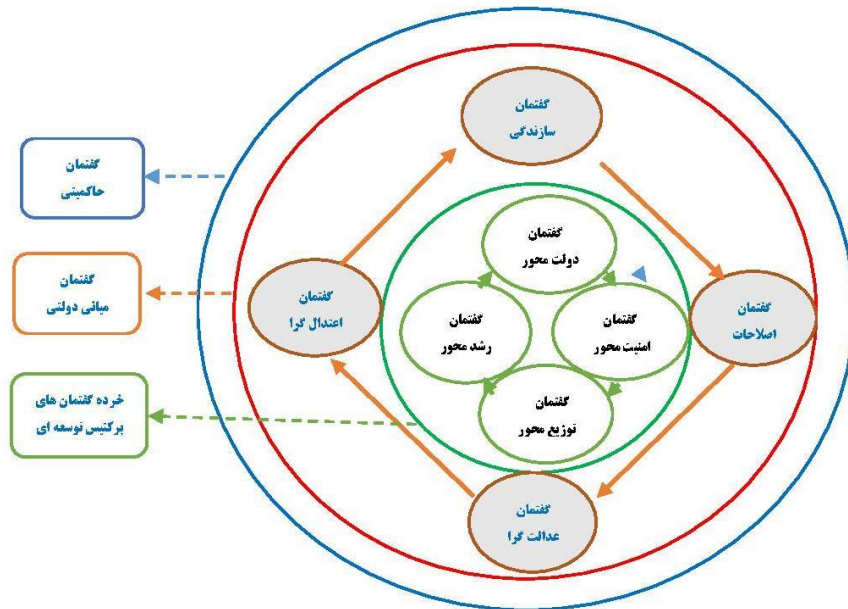 گفتمان
سازندگی
گفتمان
حاکمیتی
گفتمان
دولت محور
گفتمان
میانی دولتی
گفتمان
اعتدال گرا
گفتمان
رشد محور
گفتمان
امنیت محور
گفتمان
اصلاحات
گفتمان
توزیع محور
خرده گفتمان های
پرکتیس توسعه ای
گفتمان
عدالت گرا